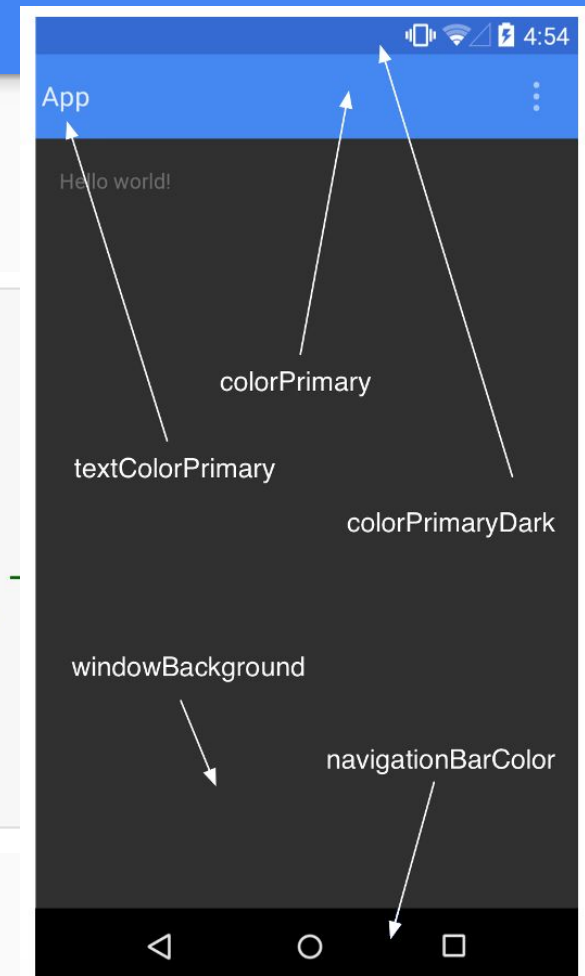 4:54
App
Hello world!
colorPrimary
textColorPrimary
colorPrimaryDark
windowBackground
navigationBarColor